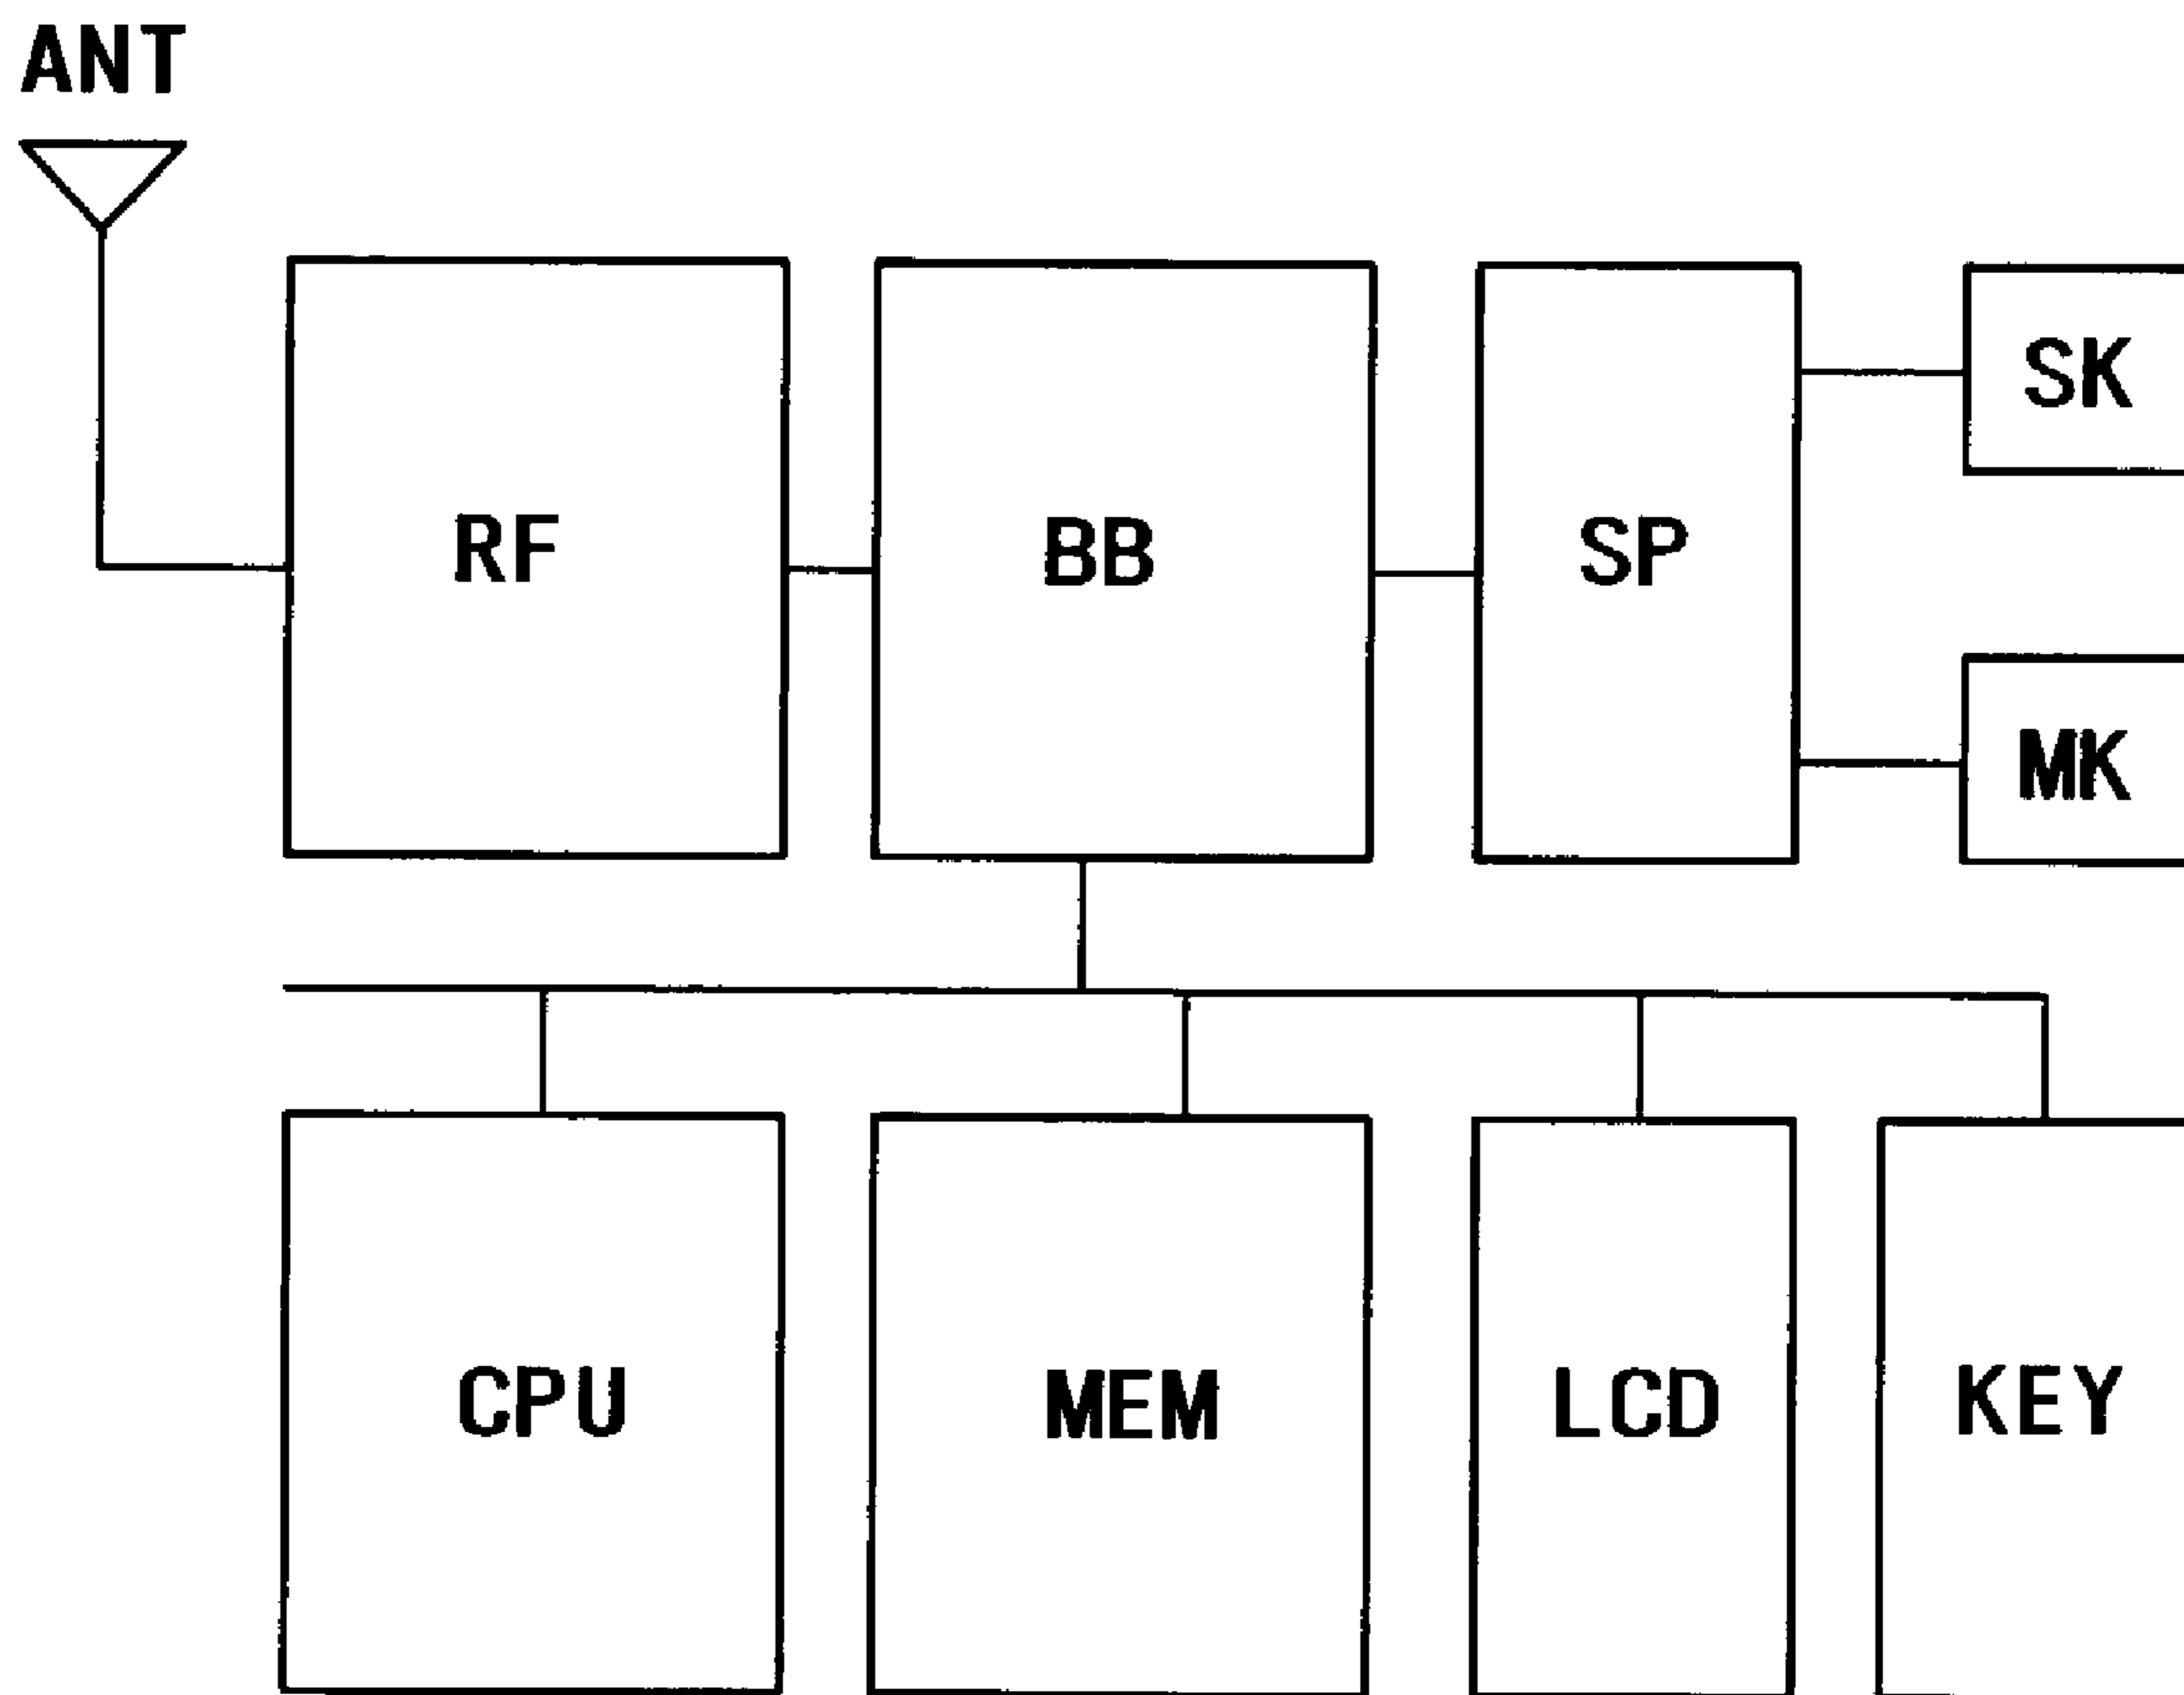 ANT
SK
RF BB SP
MK
CPU MEM LCD KEY